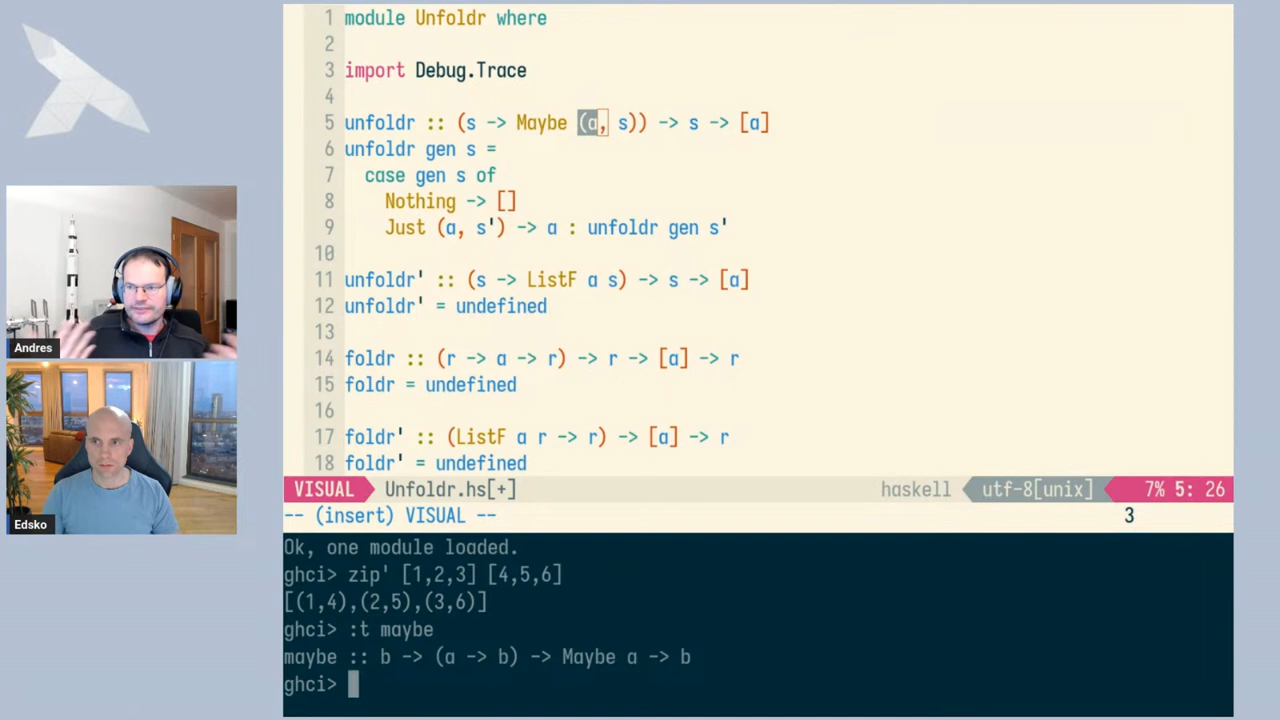 1 module Unfoldr where
2
3 import Debug.Trace
4
5 unfoldr :: (s -> Maybe (a, s)) -> s -> [a]
6 unfoldr gen s =
7 case gen s of
8 Nothing -> []
9 Just (a, s') -> a : unfoldr gen s'
10
11 unfoldr' :: (s -> ListF a s) -> s -> [a]
12 unfoldr' = undefined
13
14 foldr :: (r -> a -> r) -> r -> [a] -> r
15 foldr = undefined
16
17 foldr' :: (ListF a r -> r) -> [a] -> r
18 foldr' = undefined
VISUAL Unfoldr.hs[+] haskell utf-8[unix] 7% 5: 26
-- (insert) VISUAL -- 3
Ok, one module loaded.
ghci> zip' [1,2,3] [4,5,6]
[(1,4),(2,5),(3,6)]
ghci> :t maybe
maybe :: b -> (a -> b) -> Maybe a -> b
ghci>
Andres
Edsko